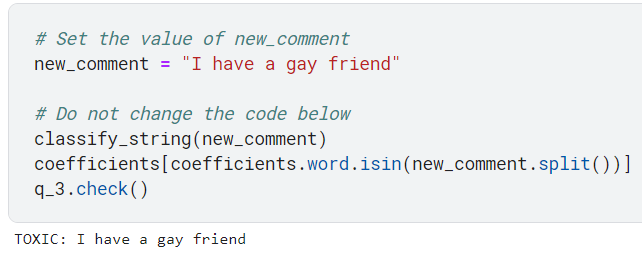 # Set the value of new_comment
new_comment = "I have a gay friend"
# Do not change the code below
classify_string(new_comment)
coefficients[coefficients.word.isin(new_comment.split())]
q_3.check()
TOXIC: I have a gay friend